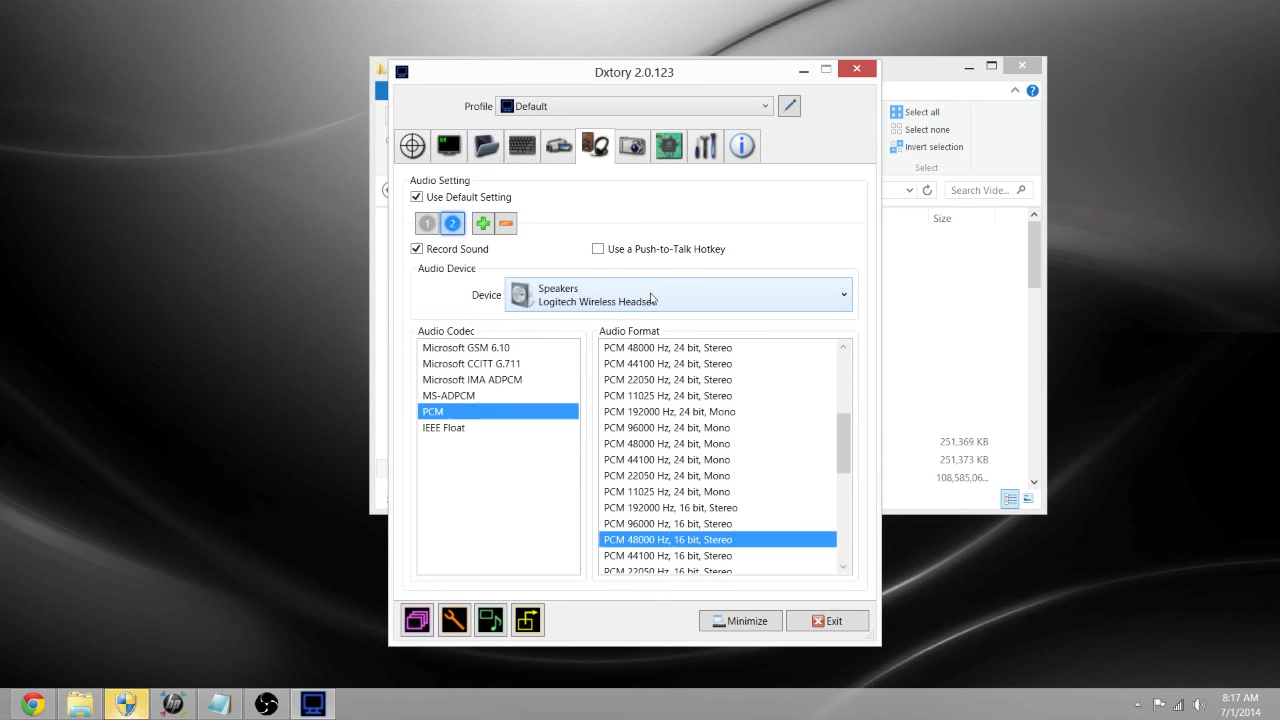 Dxtory 2.0.123
Profile
Default
Select all
Select none
Invert selection
Select
Search Vide...
Size
Audio Setting
Use Default Setting
1
2
Record Sound
Use a Push-to-Talk Hotkey
Audio Device
Device
Speakers
Logitech Wireless Headset
Audio Codec
Microsoft GSM 6.10
Microsoft CCITT G.711
Microsoft IMA ADPCM
MS-ADPCM
PCM
IEEE Float
Audio Format
PCM 48000 Hz, 24 bit, Stereo
PCM 44100 Hz, 24 bit, Stereo
PCM 22050 Hz, 24 bit, Stereo
PCM 11025 Hz, 24 bit, Stereo
PCM 192000 Hz, 24 bit, Mono
PCM 96000 Hz, 24 bit, Mono
PCM 48000 Hz, 24 bit, Mono
PCM 44100 Hz, 24 bit, Mono
PCM 22050 Hz, 24 bit, Mono
PCM 11025 Hz, 24 bit, Mono
PCM 192000 Hz, 16 bit, Stereo
PCM 96000 Hz, 16 bit, Stereo
PCM 48000 Hz, 16 bit, Stereo
PCM 44100 Hz, 16 bit, Stereo
PCM 22050 Hz, 16 bit, Stereo
251,369 KB
251,373 KB
108,585,06...
Minimize
Exit
8:17 AM
7/1/2014